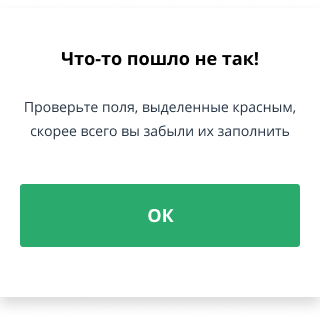 Что-то пошло не так!
Проверьте поля, выделенные красным,
скорее всего вы забыли их заполнить
ОК